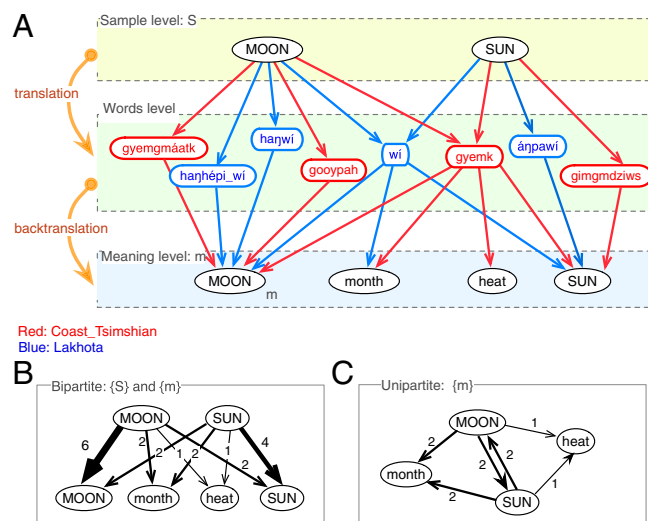 A
Sample level: S
MOON
SUN
translation
Words level
gyemgmáatk
haŋwí
wí
gyemk
áŋpawí
haŋhépi_wí
gooypah
gimgmdziws
backtranslation
Meaning level: m
MOON
month
heat
SUN
m
Red: Coast_Tsimshian
Blue: Lakhota
B
Bipartite: {S} and {m}
MOON
SUN
6
2
2
1
2
1
2
4
MOON
month
heat
SUN
C
Unipartite: {m}
MOON
1
heat
2
2
2
month
2
1
SUN